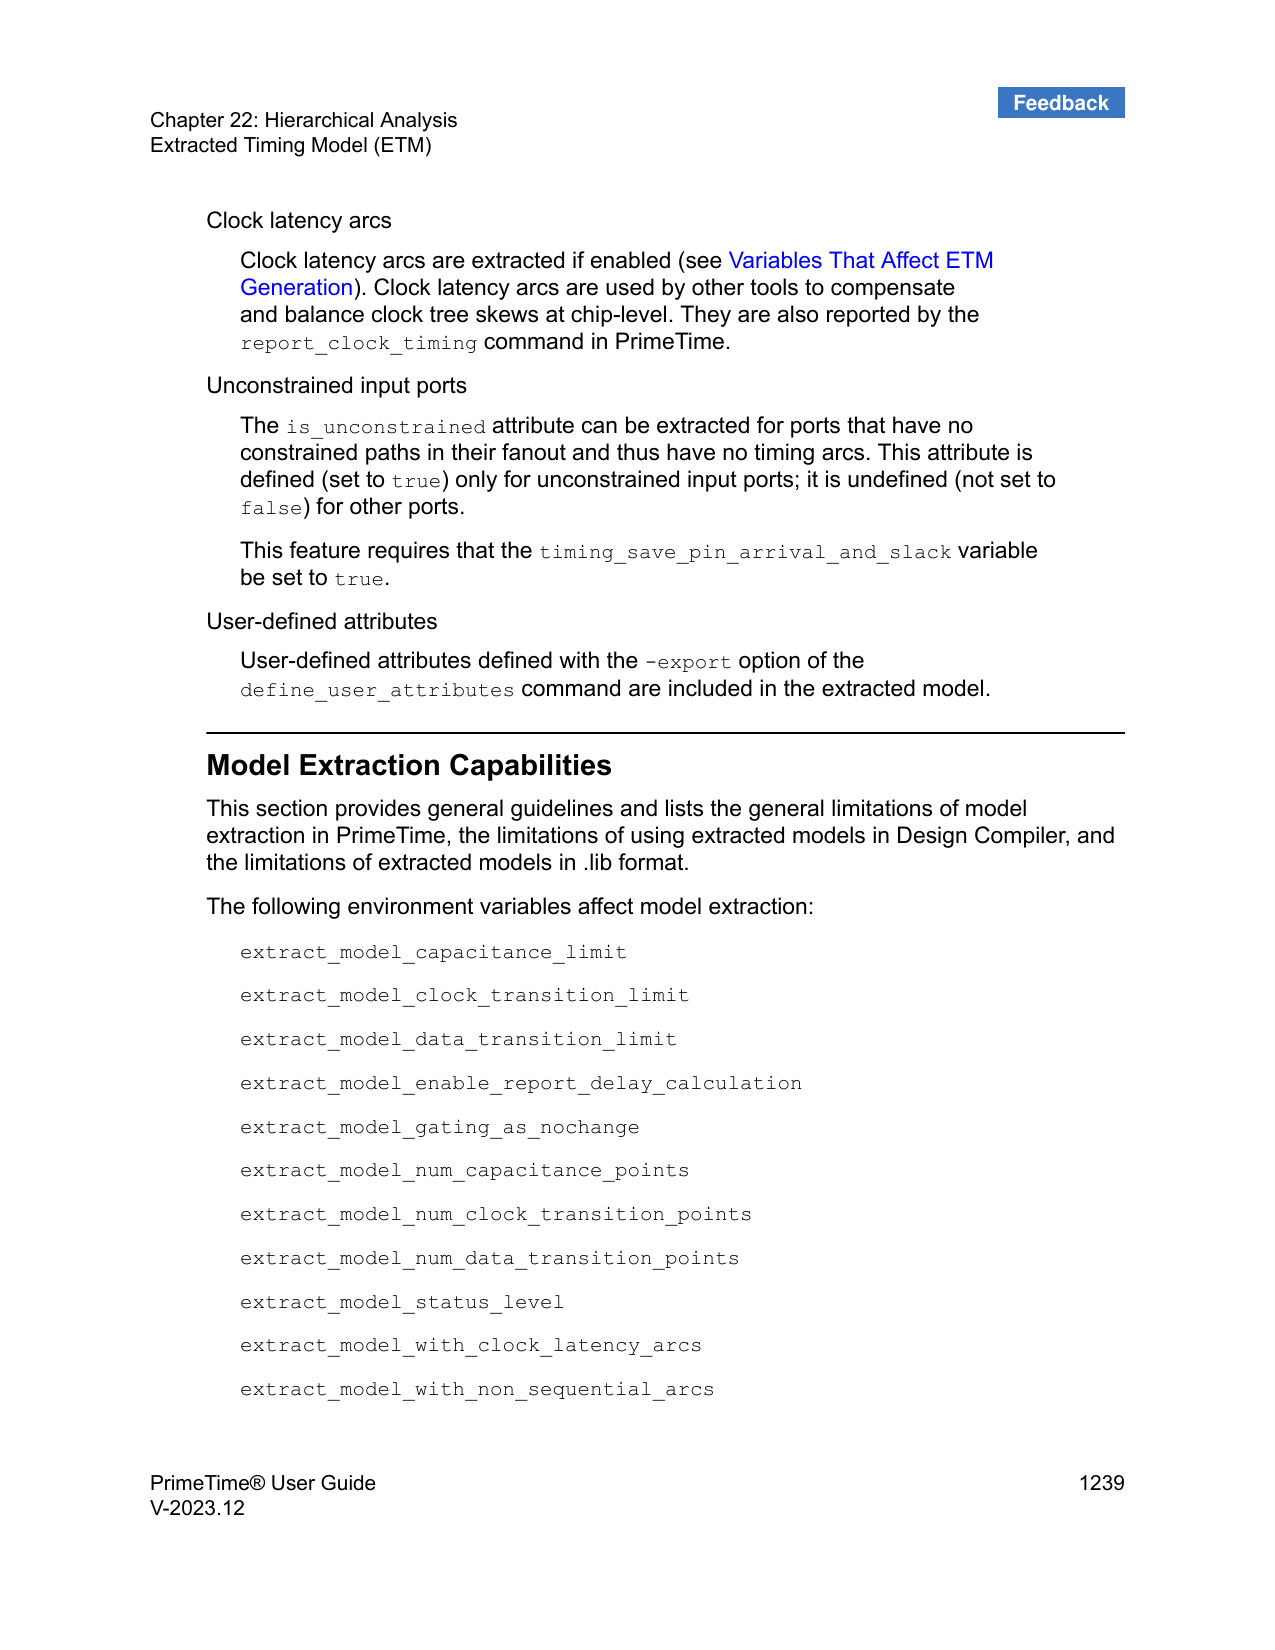 Feedback
Chapter 22: Hierarchical Analysis
Extracted Timing Model (ETM)
Clock latency arcs
Clock latency arcs are extracted if enabled (see Variables That Affect ETM
Generation). Clock latency arcs are used by other tools to compensate
and balance clock tree skews at chip-level. They are also reported by the
report_clock_timing command in PrimeTime.
Unconstrained input ports
The is_unconstrained attribute can be extracted for ports that have no
constrained paths in their fanout and thus have no timing arcs. This attribute is
defined (set to true) only for unconstrained input ports; it is undefined (not set to
false) for other ports.
This feature requires that the timing_save_pin_arrival_and_slack variable
be set to true.
User-defined attributes
User-defined attributes defined with the -export option of the
define_user_attributes command are included in the extracted model.
Model Extraction Capabilities
This section provides general guidelines and lists the general limitations of model
extraction in PrimeTime, the limitations of using extracted models in Design Compiler, and
the limitations of extracted models in .lib format.
The following environment variables affect model extraction:
extract_model_capacitance_limit
extract_model_clock_transition_limit
extract_model_data_transition_limit
extract_model_enable_report_delay_calculation
extract_model_gating_as_nochange
extract_model_num_capacitance_points
extract_model_num_clock_transition_points
extract_model_num_data_transition_points
extract_model_status_level
extract_model_with_clock_latency_arcs
extract_model_with_non_sequential_arcs
PrimeTime® User Guide
1239
V-2023.12